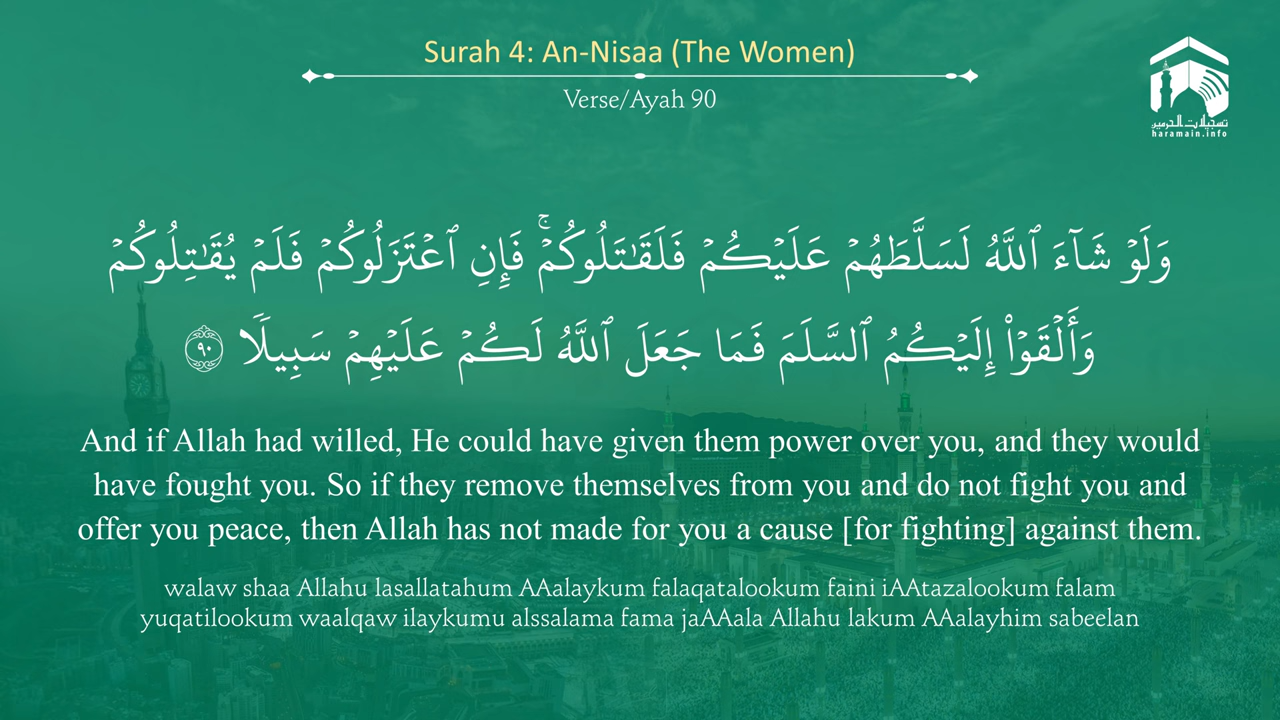 Surah 4: An-Nisaa (The Women)
Verse/Ayah 90
تسجيلات الحرمين
haramain.info
وَلَوۡ شَآءَ ٱللَّهُ لَسَلَّطَهُمۡ عَلَيۡكُمۡ فَلَقَٰتَلُوكُمۡۚ فَإِنِ ٱعۡتَزَلُوكُمۡ فَلَمۡ يُقَٰتِلُوكُمۡ
وَأَلۡقَوۡاْ إِلَيۡكُمُ ٱلسَّلَمَ فَمَا جَعَلَ ٱللَّهُ لَكُمۡ عَلَيۡهِمۡ سَبِيلٗا ٩٠
And if Allah had willed, He could have given them power over you, and they would
have fought you. So if they remove themselves from you and do not fight you and
offer you peace, then Allah has not made for you a cause [for fighting] against them.
walaw shaa Allahu lasallatahum AAalaykum falaqatalookum faini iAAtazalookum falam
yuqatilookum waalqaw ilaykumu alssalama fama jaAAala Allahu lakum AAalayhim sabeelan